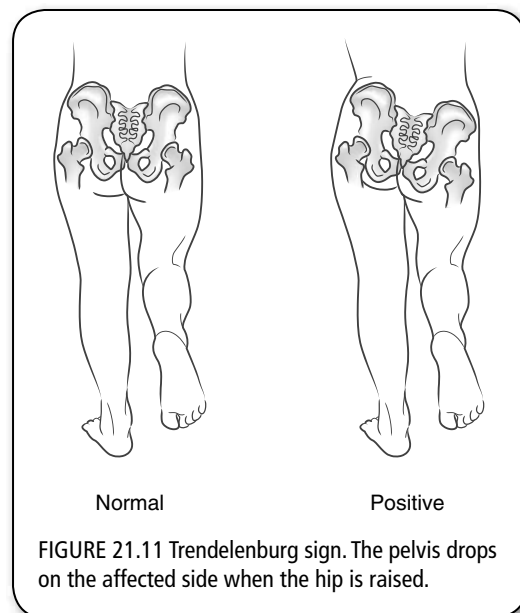 Normal
Positive
FIGURE 21.11 Trendelenburg sign. The pelvis drops
on the affected side when the hip is raised.